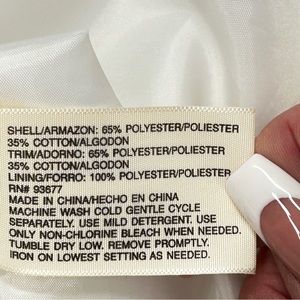 SHELL/ARMAZON: 65% POLYESTER/POLIESTER
35% COTTON/ALGODON
TRIM/ADORNO: 65% POLYESTER/POLIESTER
35% COTTON/ALGODON
LINING/FORRO: 100% POLYESTER/POLIESTER
RN# 93677
MADE IN CHINA/HECHO EN CHINA
MACHINE WASH COLD GENTLE CYCLE
SEPARATELY. USE MILD DETERGENT. USE
ONLY NON-CHLORINE BLEACH WHEN NEEDED.
TUMBLE DRY LOW. REMOVE PROMPTLY.
IRON ON LOWEST SETTING AS NEEDED.